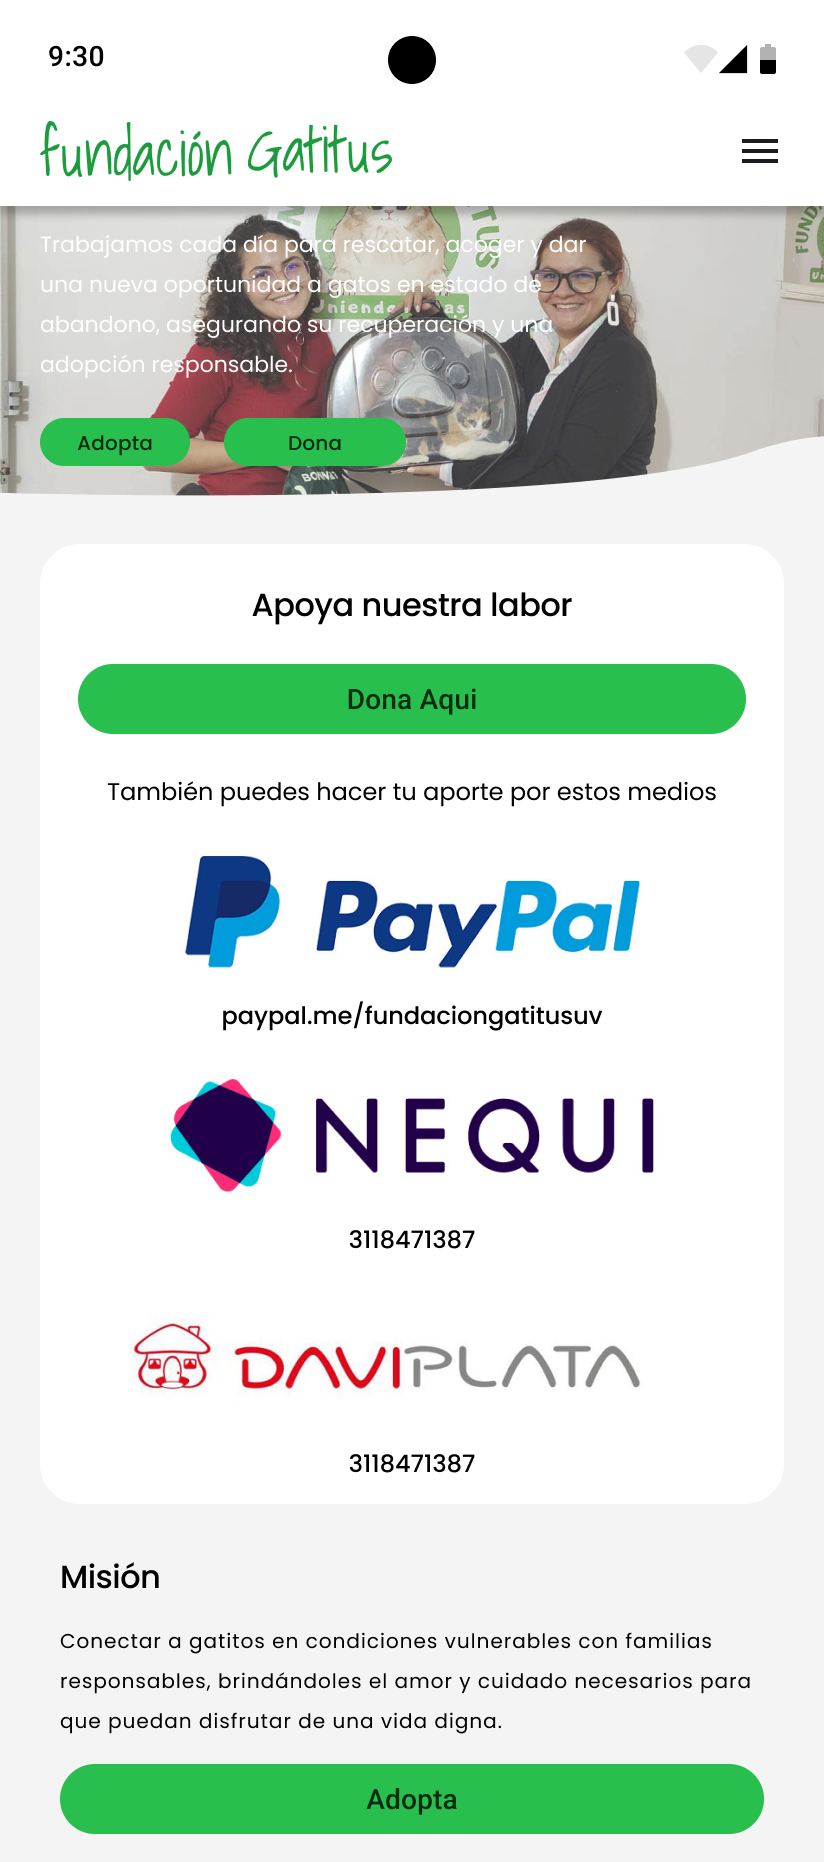 9:30
fundación Gatitus
Trabajamos cada día para rescatar, acoger y dar
una nueva oportunidad a gatos en estado de
abandono, asegurando su recuperación y una
adopción responsable.
Adopta
Dona
Apoya nuestra labor
Dona Aqui
También puedes hacer tu aporte por estos medios
PayPal
paypal.me/fundaciongatitusuv
NEQUI
3118471387
DAVIPLATA
3118471387
Misión
Conectar a gatitos en condiciones vulnerables con familias
responsables, brindándoles el amor y cuidado necesarios para
que puedan disfrutar de una vida digna.
Adopta